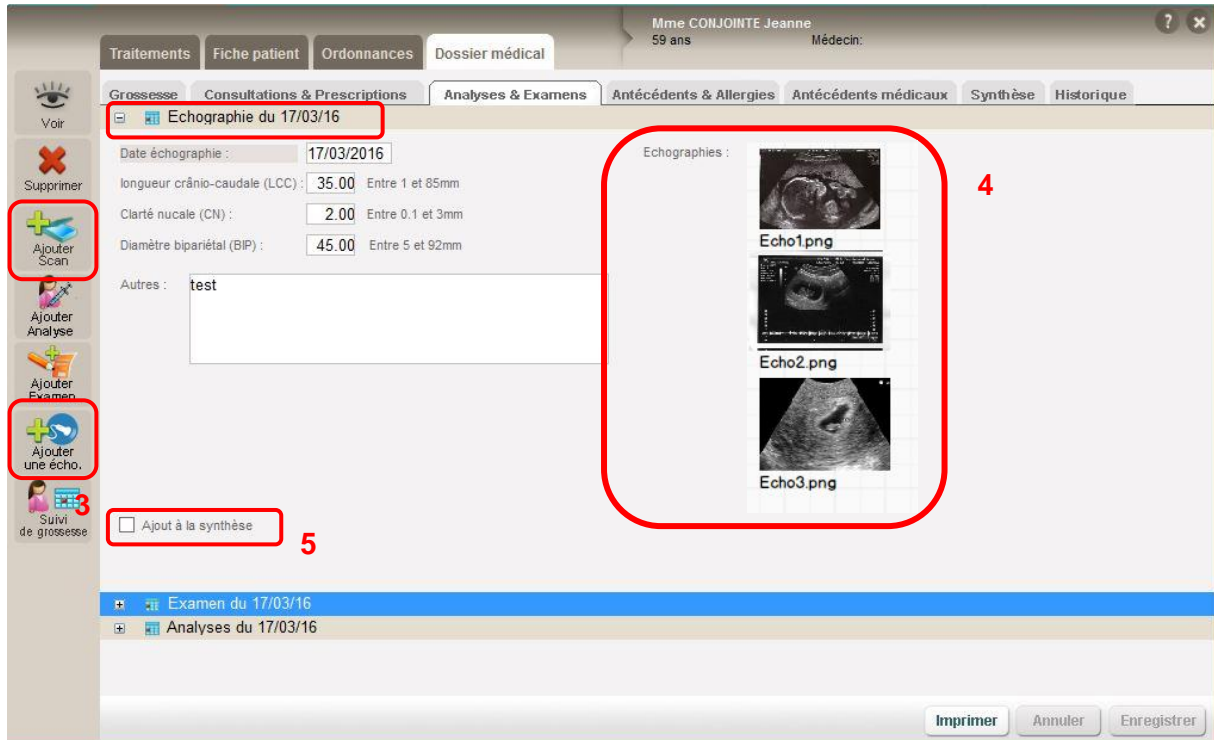 Mme CONJOINTE Jeanne
59 ans Médecin:
? x
Traitements Fiche patient Ordonnances Dossier médical
Grossesse Consultations & Prescriptions Analyses & Examens Antécédents & Allergies Antécédents médicaux Synthèse Historique
Voir
Supprimer
Ajouter
Scan
Ajouter
Analyse
Ajouter
Examen
Ajouter
une écho.
3
Suivi
de grossesse
Echographie du 17/03/16
Date échographie : 17/03/2016
longueur crânio-caudale (LCC) : 35.00 Entre 1 et 85mm
Clarté nucale (CN) : 2.00 Entre 0.1 et 3mm
Diamètre bipariétal (BIP) : 45.00 Entre 5 et 92mm
Autres : test
Echographies :
Echo1.png
Echo2.png
Echo3.png
4
Ajout à la synthèse
5
Examen du 17/03/16
Analyses du 17/03/16
Imprimer Annuler Enregistrer